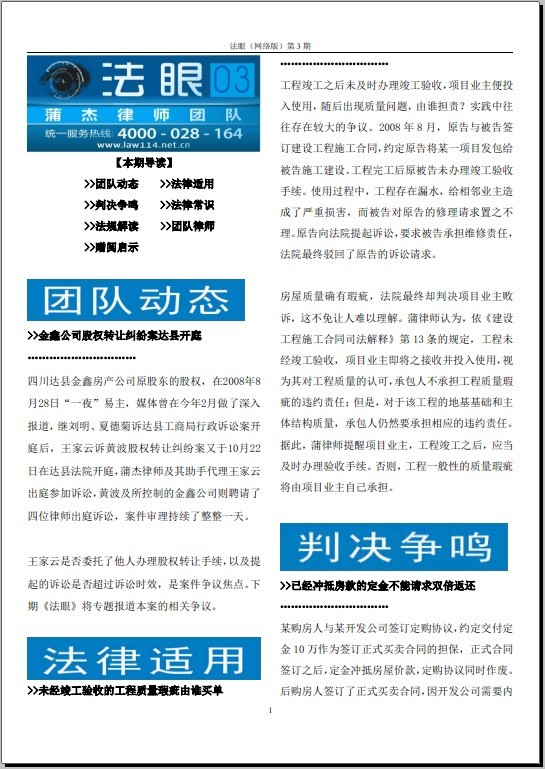 法眼（网络版）第 3 期
法眼 03
蒲杰律师团队
统一服务热线: 4000 - 028 - 164
www.law114.net.cn
【本期导读】
>>团队动态 >>法律适用
>>判决争鸣 >>法律常识
>>法规解读 >>团队律师
>>赠阅启示
团队动态
>>金鑫公司股权转让纠纷案达县开庭
······························
四川达县金鑫房产公司原股东的股权，在2008年8
月28日“一夜”易主，媒体曾在今年2月做了深入
报道，继刘明、夏德菊诉达县工商局行政诉讼案开
庭后，王家云诉黄波股权转让纠纷案又于10月22
日在达县法院开庭，蒲杰律师及其助手代理王家云
出庭参加诉讼，黄波及所控制的金鑫公司则聘请了
四位律师出庭诉讼，案件审理持续了整整一天。
王家云是否委托了他人办理股权转让手续，以及提
起的诉讼是否超过诉讼时效，是案件争议焦点。下
期《法眼》将专题报道本案的相关争议。
法律适用
>>未经竣工验收的工程质量瑕疵由谁买单
······························
工程竣工之后未及时办理竣工验收，项目业主便投
入使用，随后出现质量问题，由谁担责？实践中往
往存在较大的争议。2008 年 8 月，原告与被告签
订建设工程施工合同，约定原告将某一项目发包给
被告施工建设。工程完工后原被告未办理竣工验收
手续。使用过程中，工程存在漏水，给相邻业主造
成了严重损害，而被告对原告的修理请求置之不
理。原告向法院提起诉讼，要求被告承担维修责任，
法院最终驳回了原告的诉讼请求。
房屋质量确有瑕疵，法院最终却判决项目业主败
诉，这不免让人难以理解。蒲律师认为，依《建设
工程施工合同司法解释》第 13 条的规定，工程未
经竣工验收，项目业主即将之接收并投入使用，视
为其对工程质量的认可，承包人不承担工程质量瑕
疵的违约责任；但是，对于该工程的地基基础和主
体结构质量，承包人仍然要承担相应的违约责任。
据此，蒲律师提醒项目业主，工程竣工之后，应当
及时办理验收手续。否则，工程一般性的质量瑕疵
将由项目业主自己承担。
判决争鸣
>>已经冲抵房款的定金不能请求双倍返还
······························
某购房人与某开发公司签订定购协议，约定交付定
金 10 万作为签订正式买卖合同的担保，正式合同
签订之后，定金冲抵房屋价款，定购协议同时作废。
后购房人签订了正式买卖合同，因开发公司需要内
1